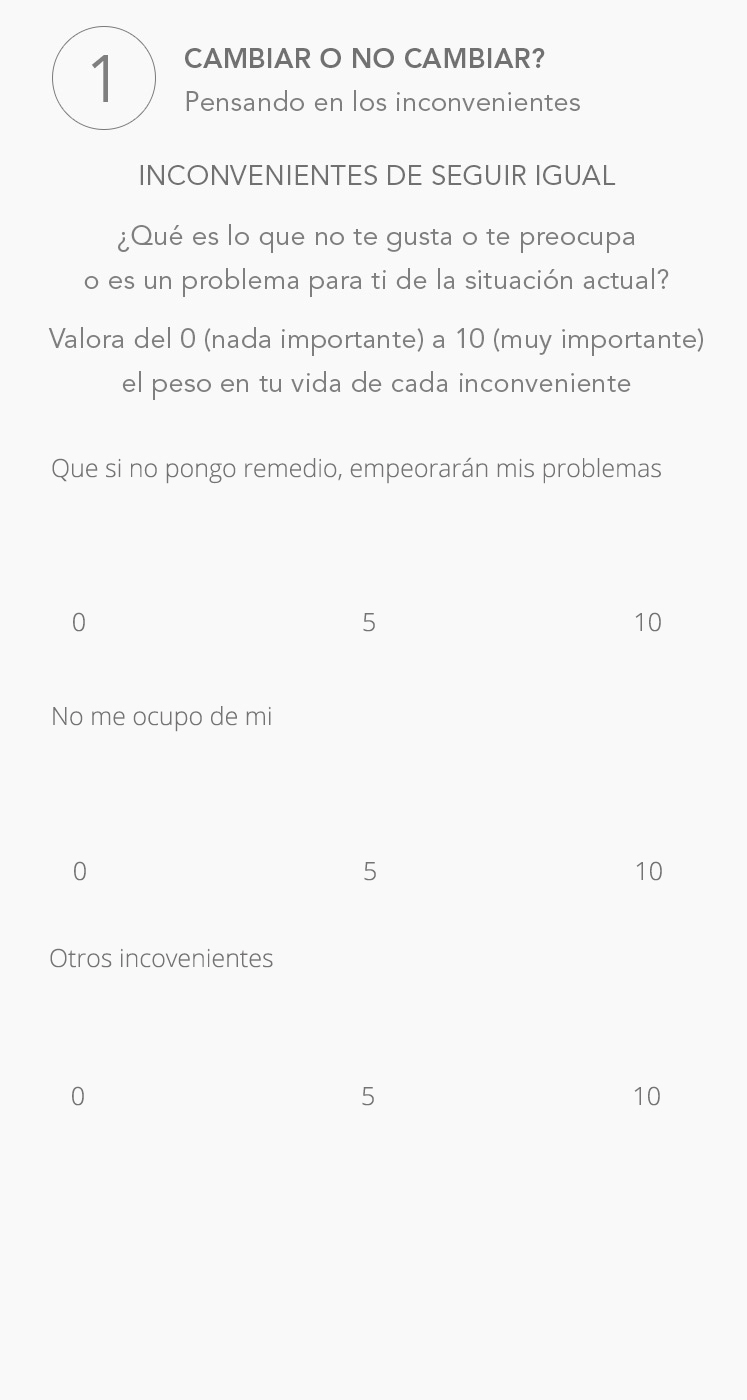 1
CAMBIAR O NO CAMBIAR?
Pensando en los inconvenientes
INCONVENIENTES DE SEGUIR IGUAL
¿Qué es lo que no te gusta o te preocupa
o es un problema para ti de la situación actual?
Valora del 0 (nada importante) a 10 (muy importante)
el peso en tu vida de cada inconveniente
Que si no pongo remedio, empeorarán mis problemas
0 5 10
No me ocupo de mi
0 5 10
Otros incovenientes
0 5 10